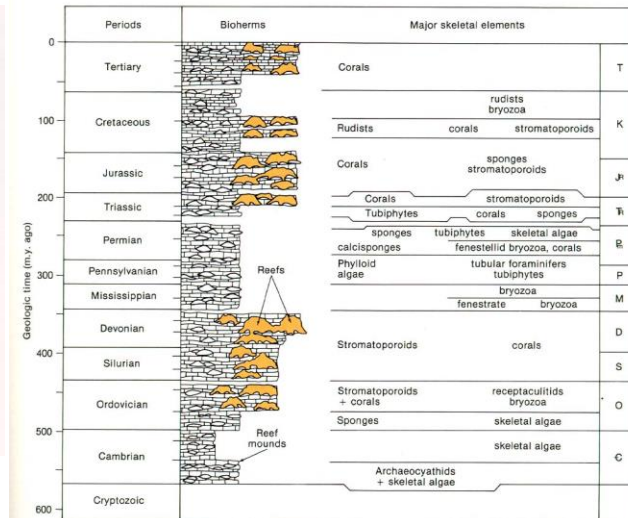 Periods Bioherms Major skeletal elements
0
Tertiary Corals T
rudists
bryozoa
Cretaceous K
100
Rudists corals stromatoporoids
Corals sponges
stromatoporoids
Jurassic
200
Corals stromatoporoids
Triassic
Tubiphytes corals sponges
sponges tubiphytes skeletal algae
Permian
calcisponges fenestellid bryozoa, corals
Pennsylvanian Reefs Phylloid tubular foraminifers P
algae tubiphytes
300
Mississippian bryozoa M
fenestrate bryozoa
Devonian D
400
Stromatoporoids corals
Silurian S
Ordovician Stromatoporoids receptaculitids O
+ corals bryozoa
Sponges skeletal algae
500
Reef
mounds
skeletal algae
Cambrian Є
Archaeocyathids
+ skeletal algae
Cryptozoic
600
Geologic time (m.y. ago)